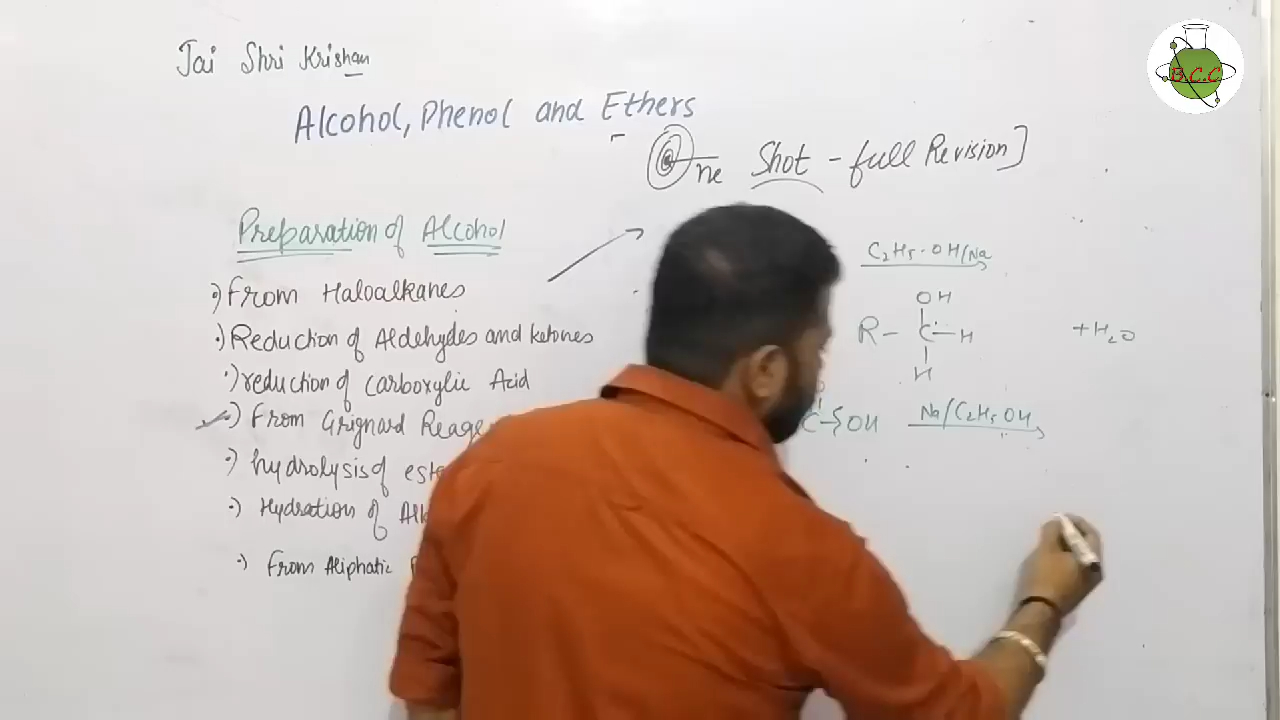 Jai Shri Krishan
B.C.C
Alcohol, Phenol and Ethers
One Shot - full Revision]
Preparation of Alcohol
•) From Haloalkanes
•) Reduction of Aldehydes and ketones
•) reduction of carboxylic Acid
•) From Grignard Reage
•) hydrolysis of este
•) Hydration of Alk
•) From Aliphatic
C2H5·OH/Na
OH
R-C-H
+H2O
H
C-OH
Na/C2H5OH